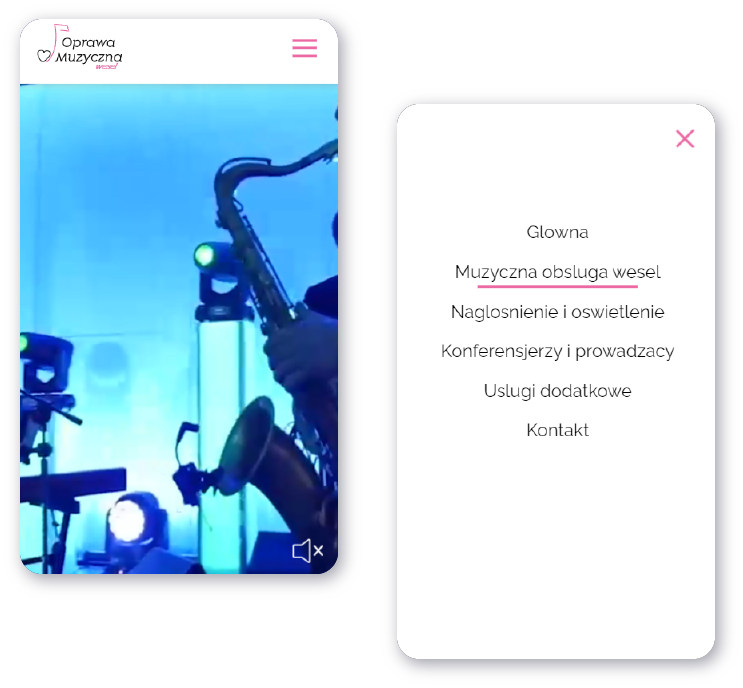 Oprawa
Muzyczna
wesel
Glowna
Muzyczna obsluga wesel
Naglosnienie i oswietlenie
Konferensjerzy i prowadzacy
Uslugi dodatkowe
Kontakt